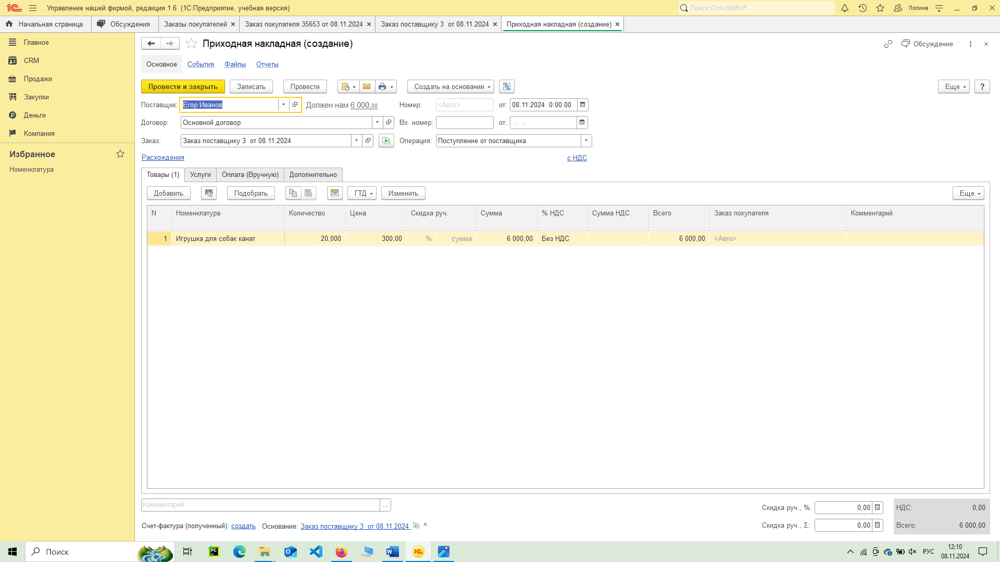 Управление нашей фирмой, редакция 1.6 (1С:Предприятие, учебная версия)
Поиск Ctrl+Shift+F
Полина
Начальная страница
Обсуждения
Заказы покупателей ×
Заказ покупателя 35653 от 08.11.2024 ×
Заказ поставщику 3 от 08.11.2024 ×
Приходная накладная (создание) ×
Главное
CRM
Продажи
Закупки
Деньги
Компания
Избранное
Номенклатура
Приходная накладная (создание)
Обсуждение
Основное События Файлы Отчеты
Провести и закрыть Записать Провести Создать на основании Еще ?
Поставщик: Егор Иванов Должен нам 6 000,00 Номер: <Авто> от: 08.11.2024 0:00:00
Договор: Основной договор Вх. номер: от: . .
Заказ: Заказ поставщику 3 от 08.11.2024 Операция: Поступление от поставщика
Расхождения с НДС
Товары (1) Услуги Оплата (Вручную) Дополнительно
Добавить Подобрать ГТД Изменить Еще
N Номенклатура Количество Цена Скидка руч. Сумма % НДС Сумма НДС Всего Заказ покупателя Комментарий
1 Игрушка для собак канат 20,000 300,00 % сумма 6 000,00 Без НДС 6 000,00 <Авто>
Комментарий ...
Скидка руч., %: 0,00 НДС: 0,00
Счет-фактура (полученный): создать Основание: Заказ поставщику 3 от 08.11.2024 ×
Скидка руч., Σ: 0,00 Всего: 6 000,00
Поиск
РУС
12:10
08.11.2024